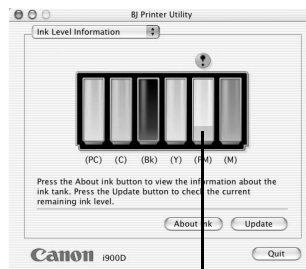 BJ Printer Utility
Ink Level Information
!
(PC) (C) (Bk) (Y) (PM) (M)
Press the About ink button to view the information about the
ink tank. Press the Update button to check the current
remaining ink level.
About Ink Update
Canon i900D Quit